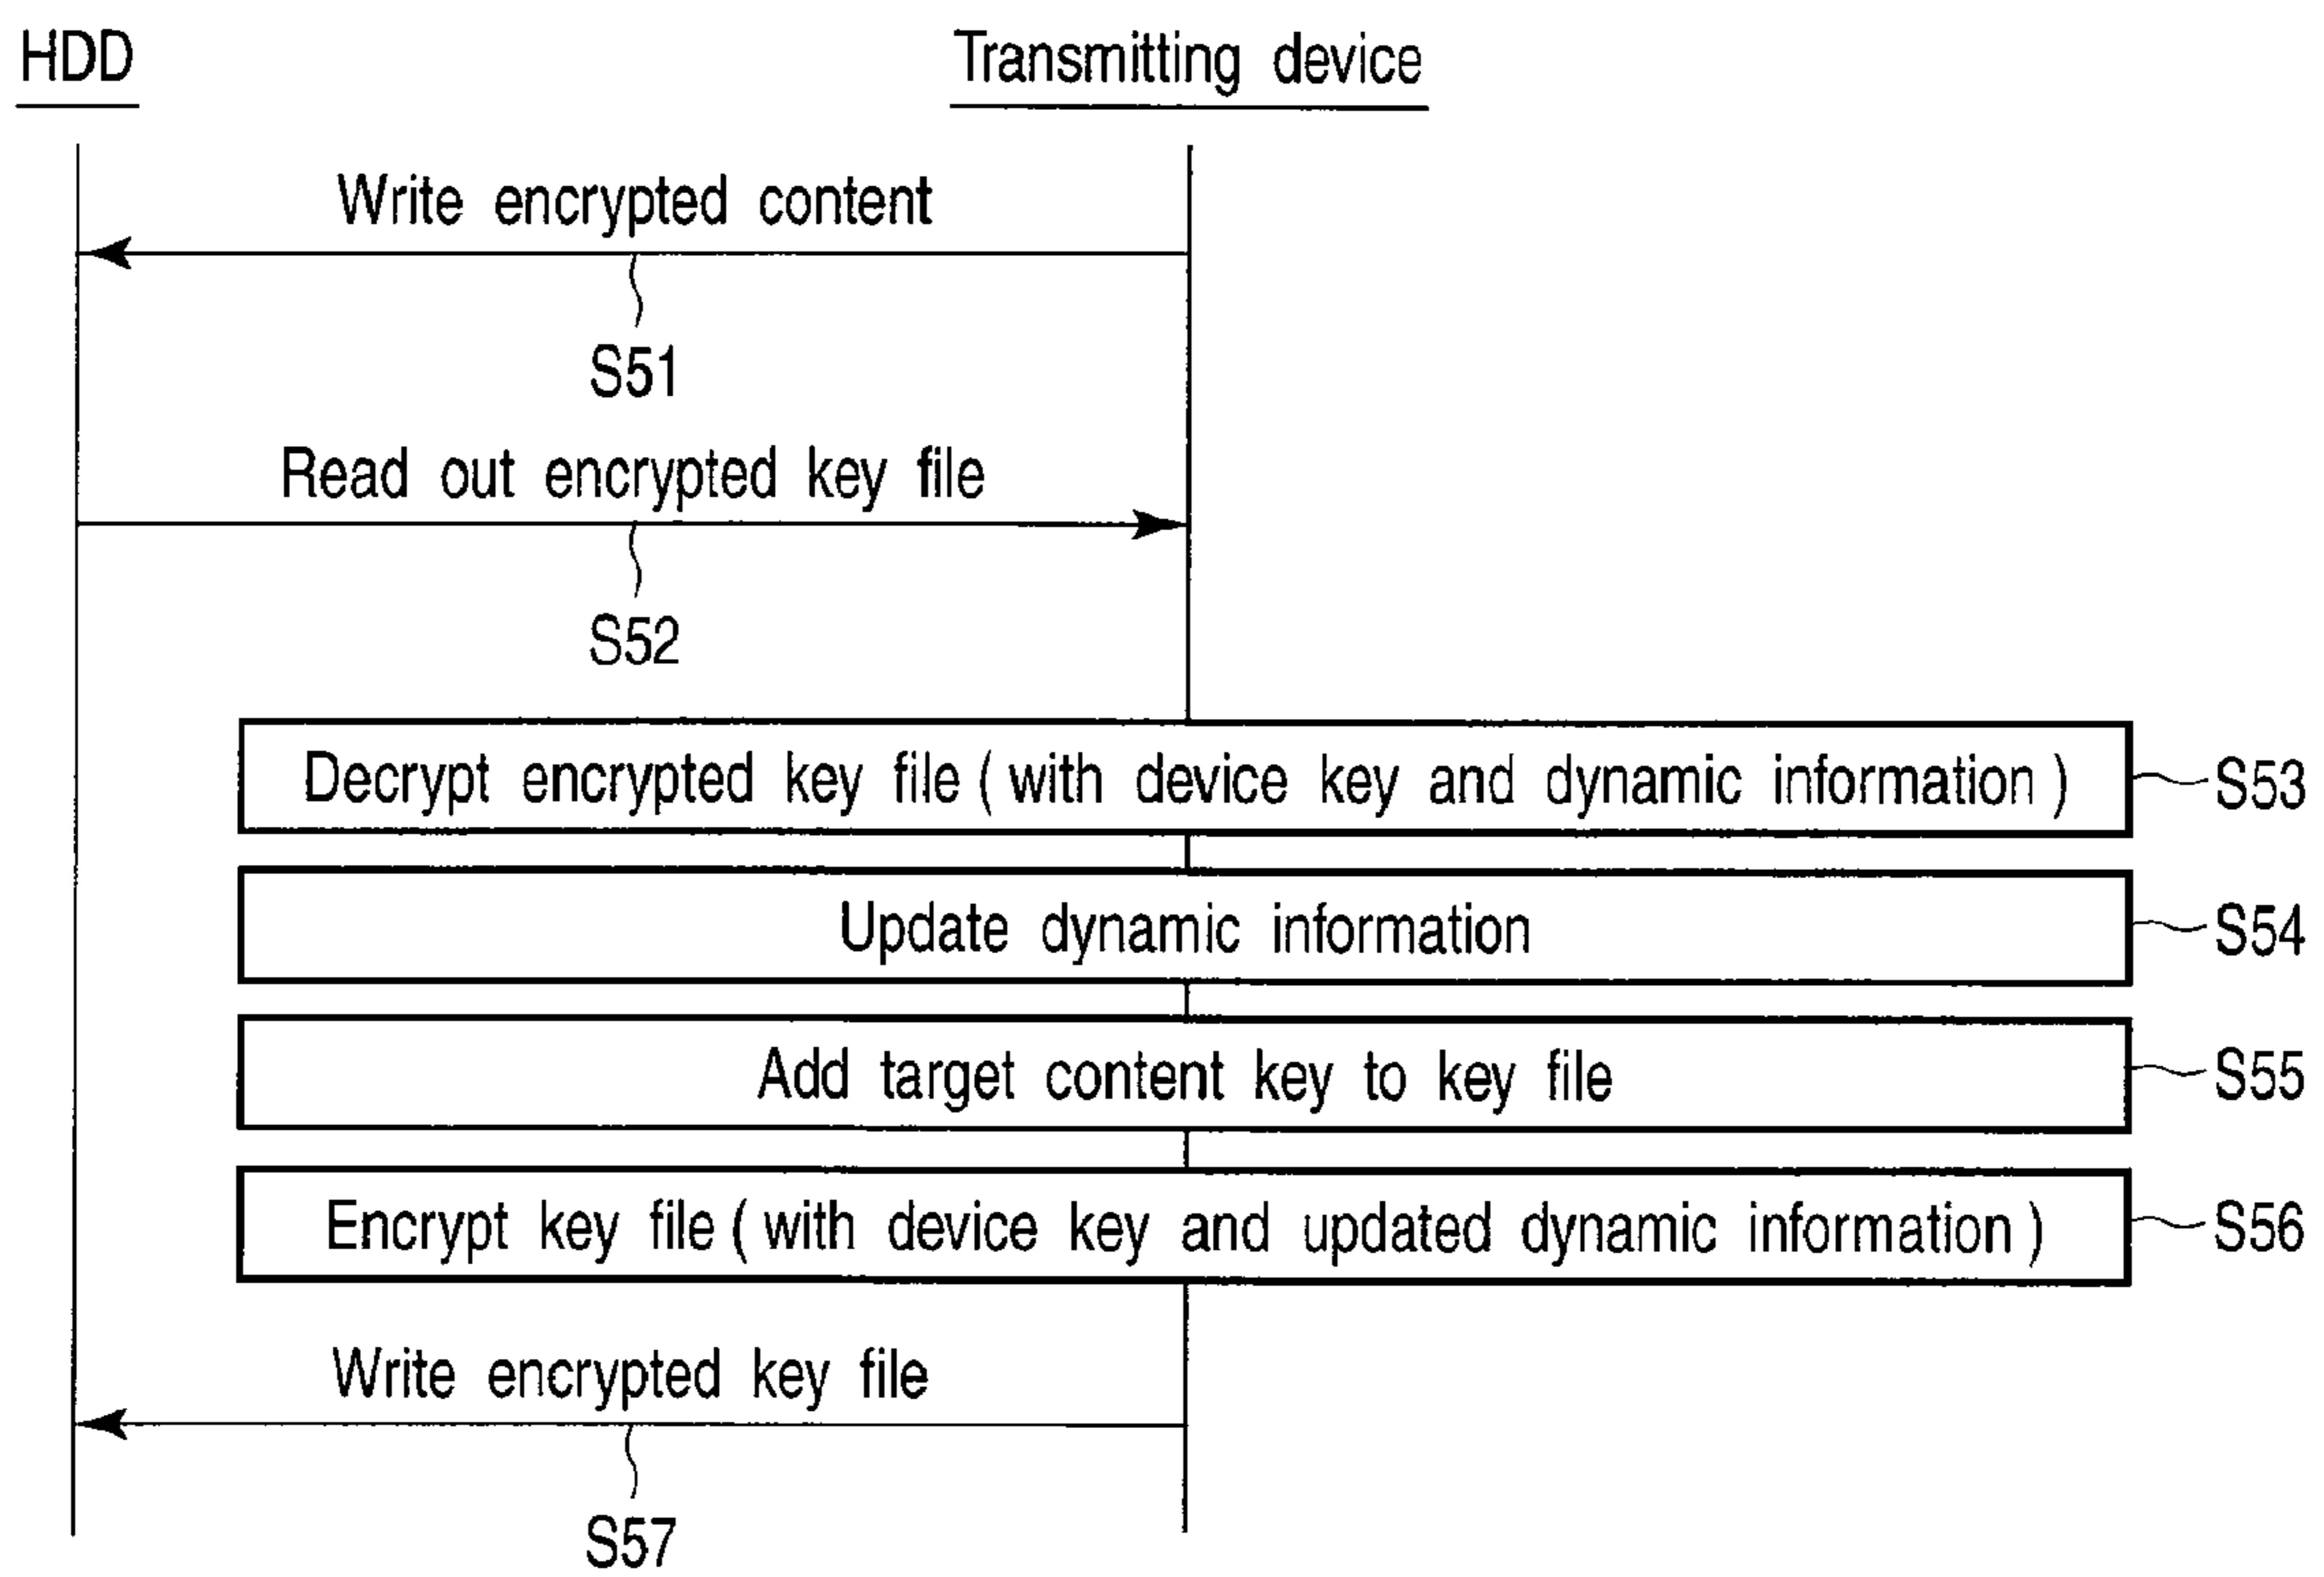 HDD
Transmitting device
Write encrypted content
S51
Read out encrypted key file
S52
Decrypt encrypted key file ( with device key and dynamic information )
S53
Update dynamic information
S54
Add target content key to key file
S55
Encrypt key file ( with device key and updated dynamic information )
S56
Write encrypted key file
S57